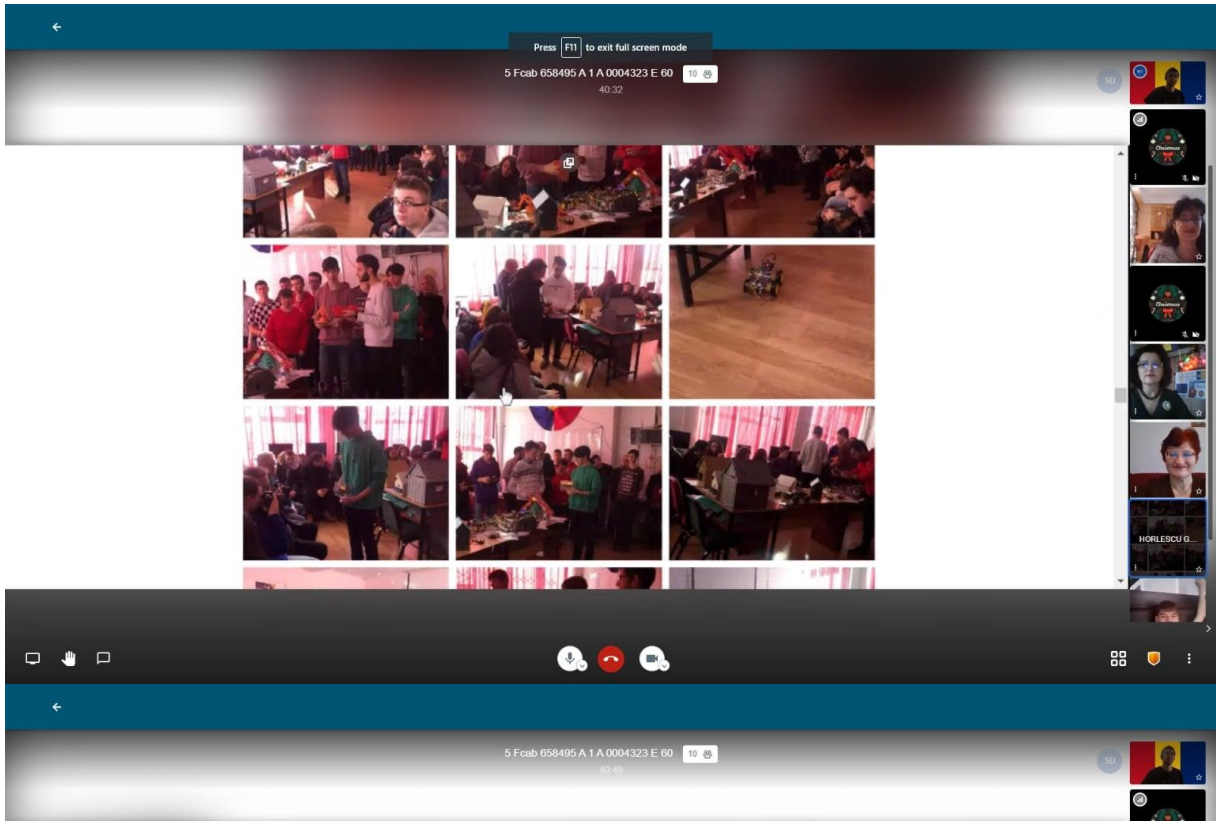 Press F11 to exit full screen mode
5 Fcab 658495 A 1 A 0004323 E 60 10
40:32
SD
Christmas
Christmas
HORLESCU G...
5 Fcab 658495 A 1 A 0004323 E 60 10
40:49
SD